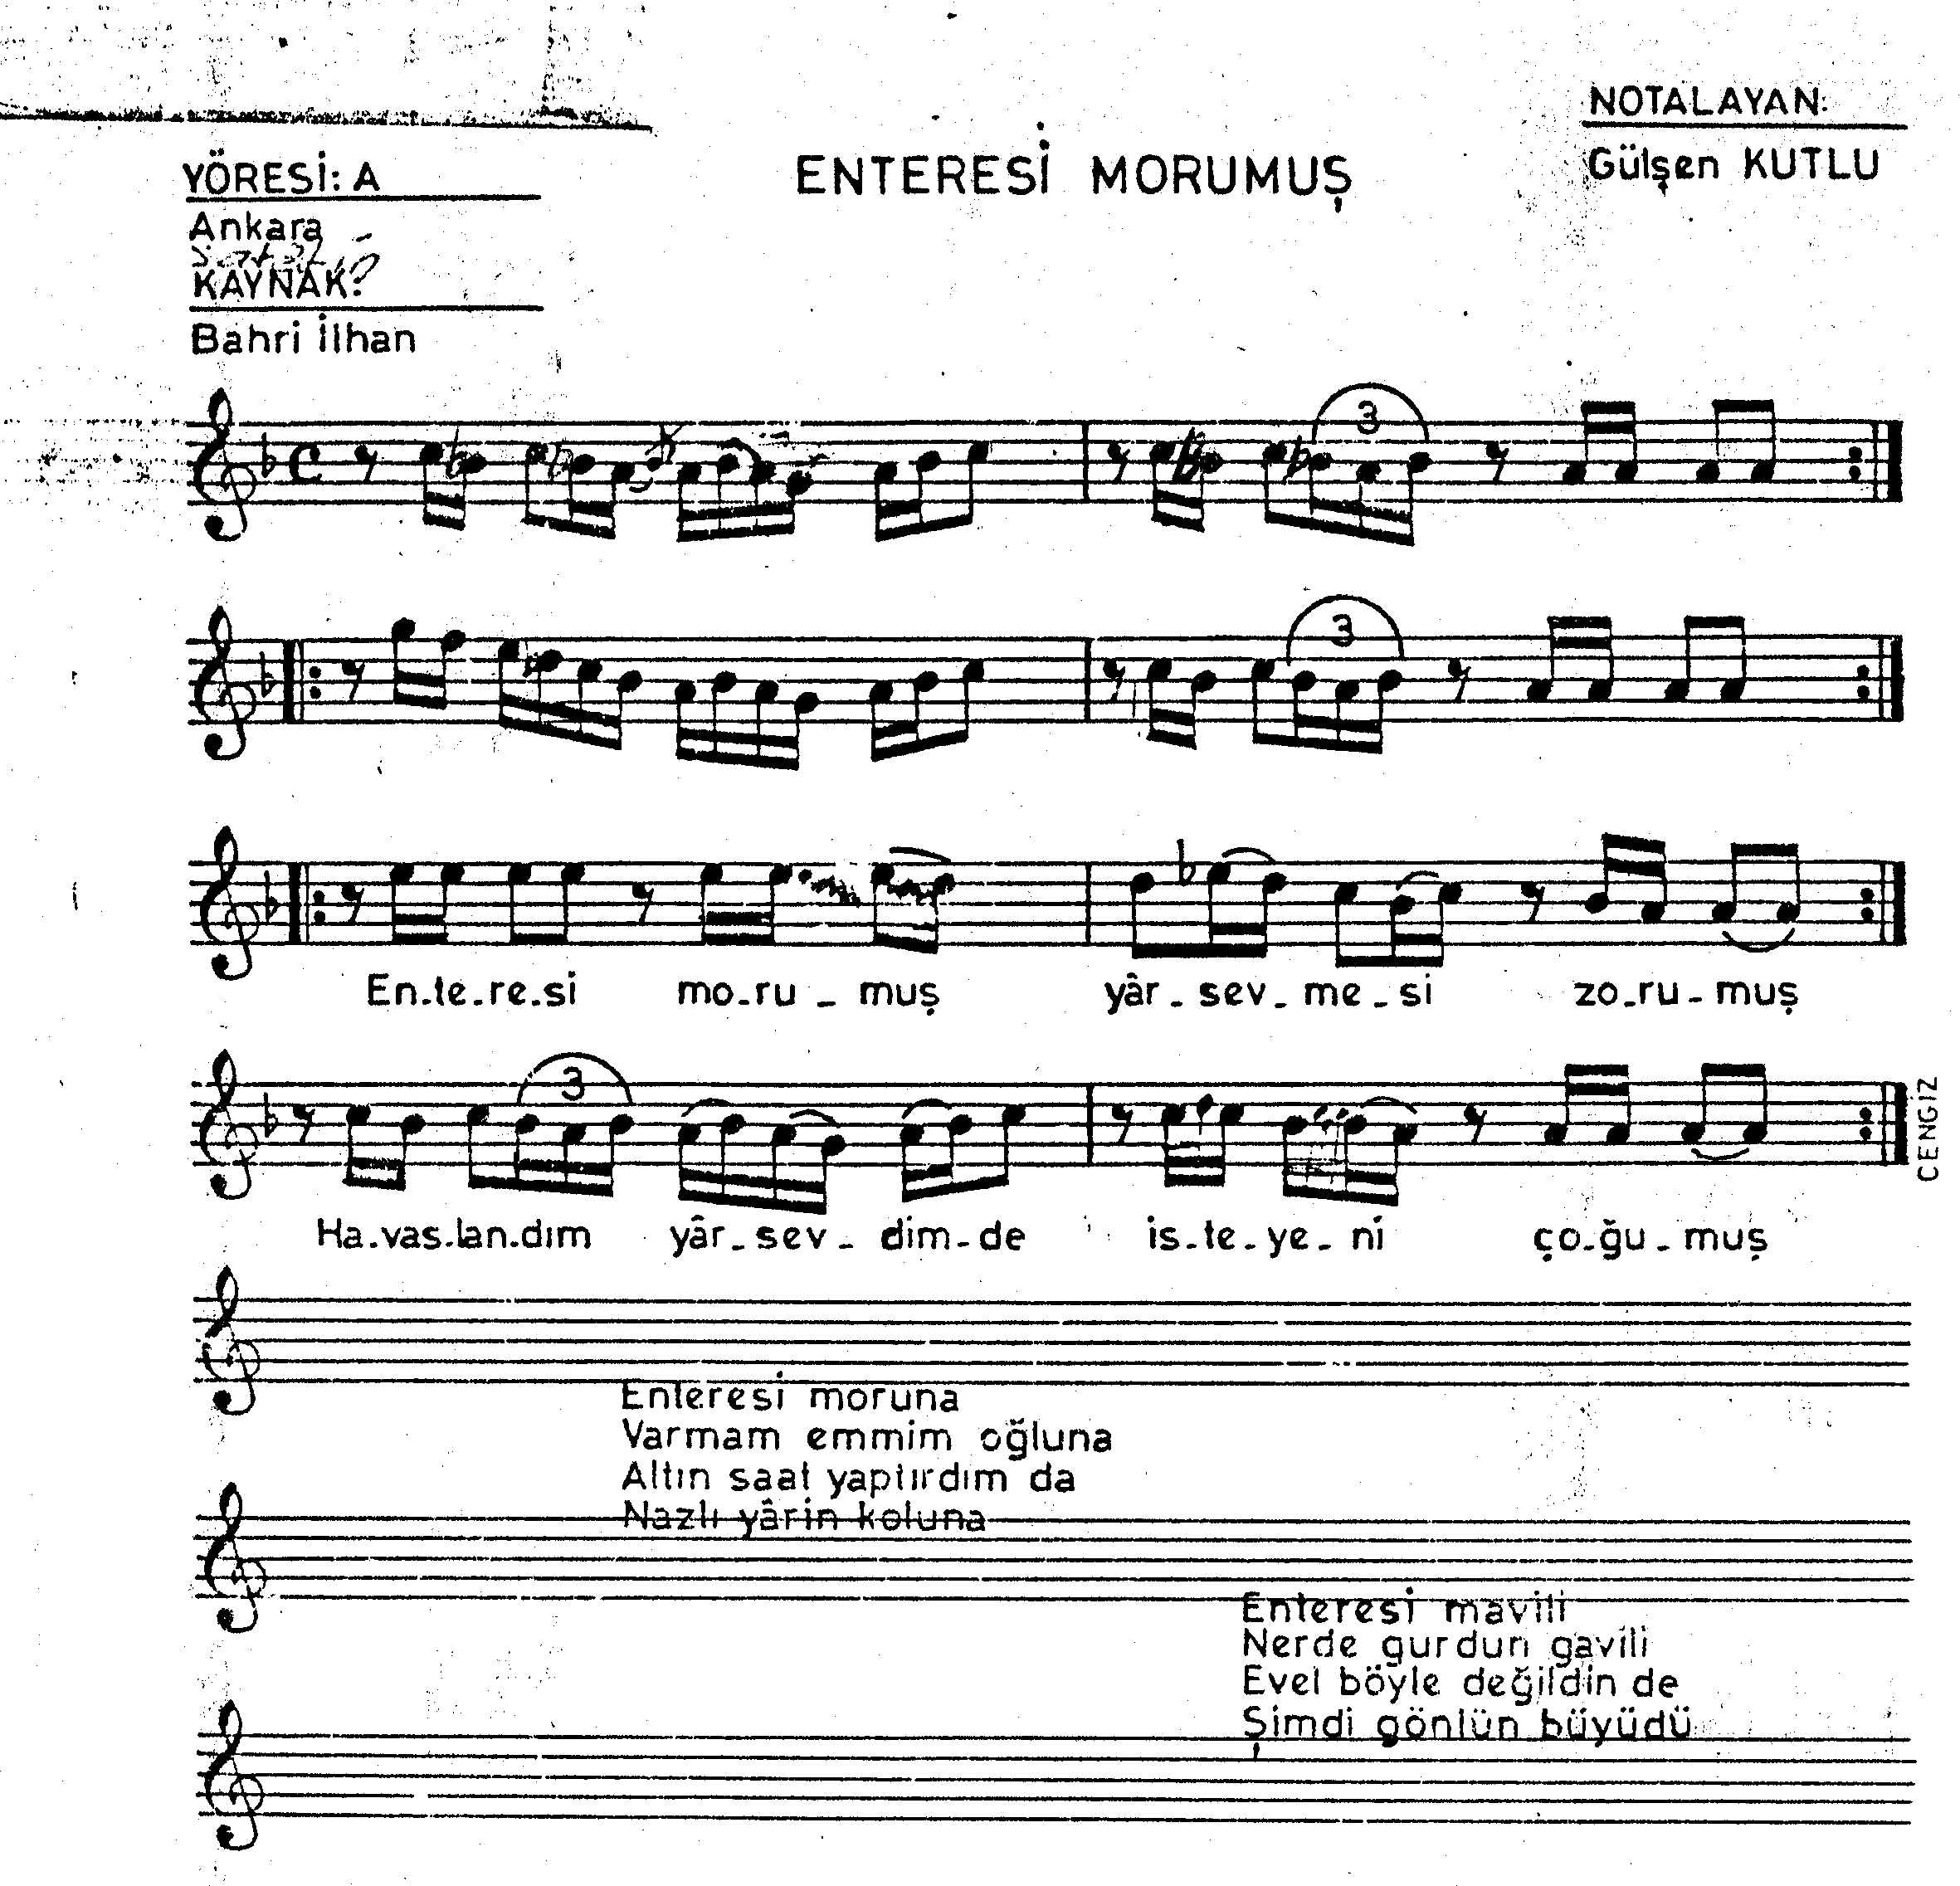 NOTALAYAN:
Gülşen KUTLU
ENTERESİ MORUMUŞ
YÖRESİ: A
Ankara
KAYNAK?
Bahri İlhan
3
3
En-te-re-si mo-ru - muş yâr - sev - me - si zo-ru - muş
3
Ha-vas-lan-dım yâr - sev - dim-de is-te-ye - ni ço-ğu - muş
CENGİZ
Enteresi moruna
Varmam emmim oğluna
Altın saat yaptırdım da
Nazlı yârin koluna
Enteresi mavili
Nerde gurdun gavili
Evel böyle değildin de
Şimdi gönlün büyüdü